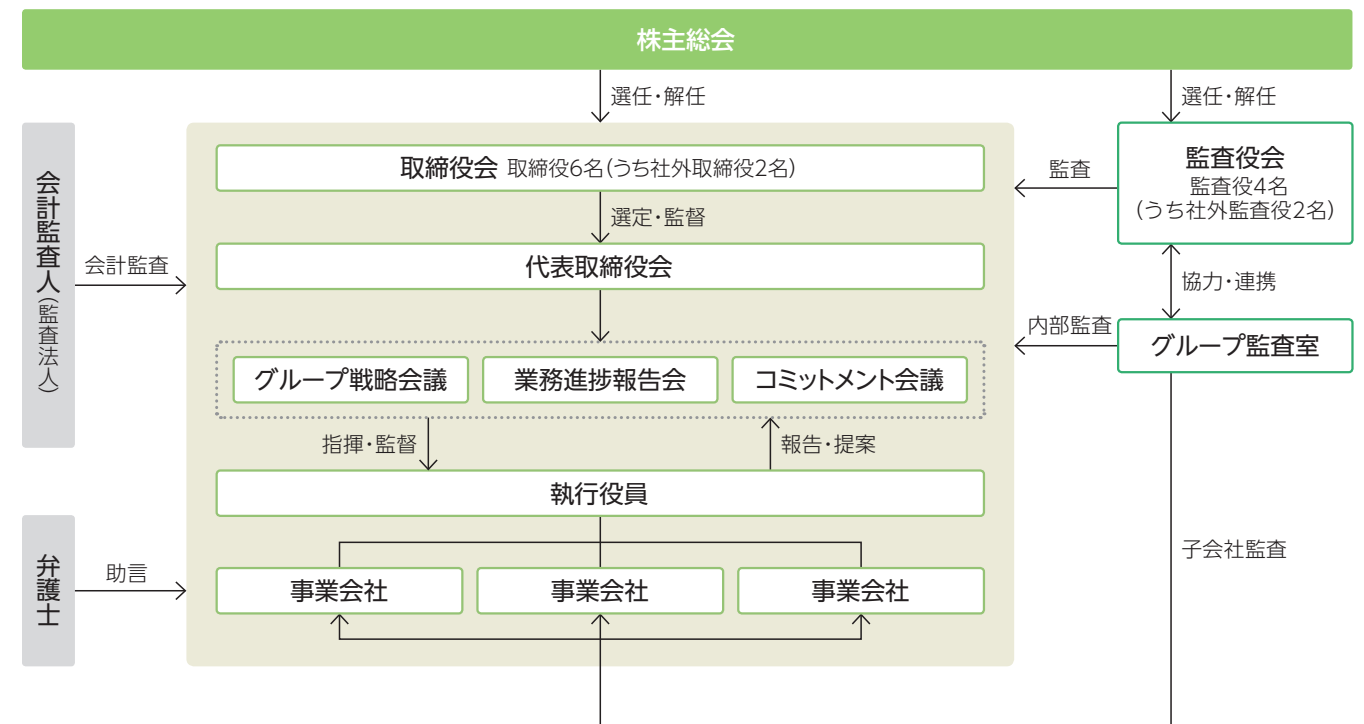 株主総会
選任・解任
選任・解任
会計監査人(監査法人)
会計監査
取締役会 取締役6名(うち社外取締役2名)
選定・監督
代表取締役会
グループ戦略会議
業務進捗報告会
コミットメント会議
指揮・監督
報告・提案
執行役員
事業会社
事業会社
事業会社
弁護士
助言
監査
監査役会
監査役4名
(うち社外監査役2名)
協力・連携
内部監査
グループ監査室
子会社監査